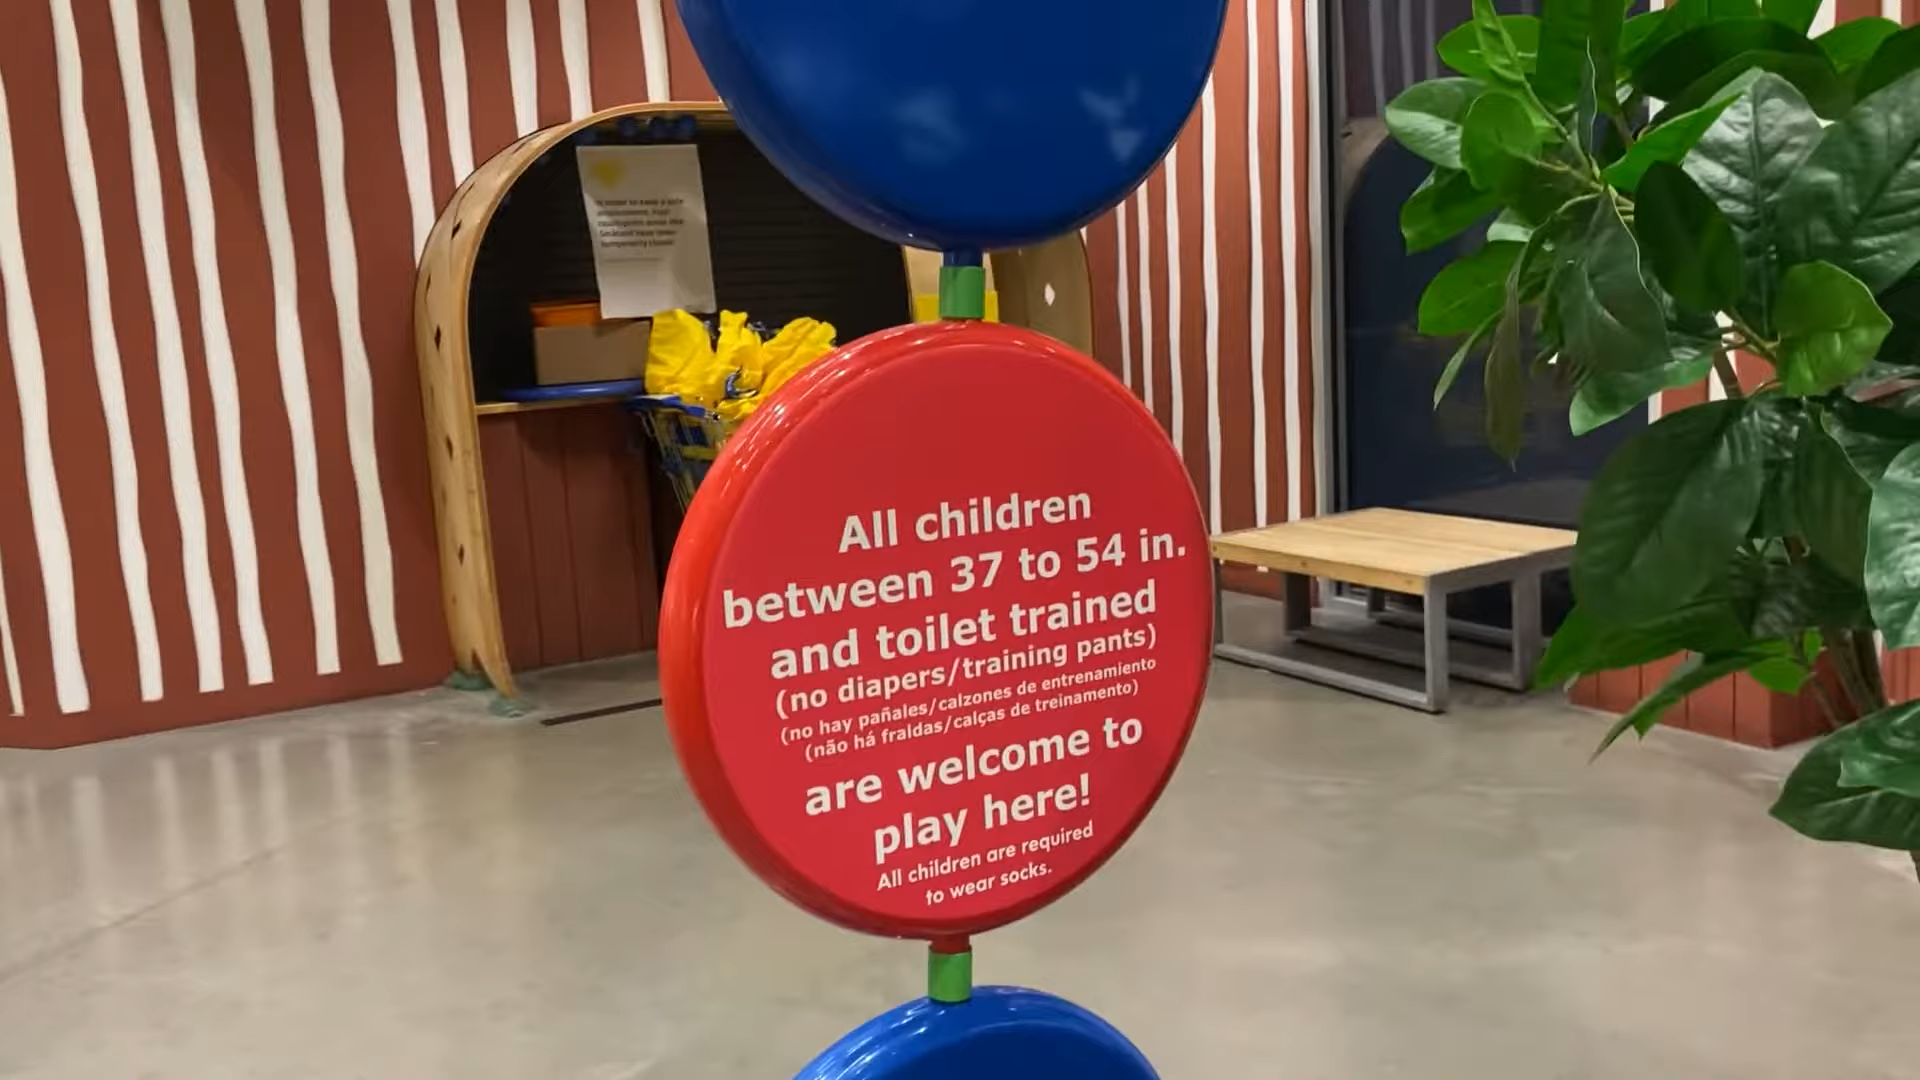 All children
between 37 to 54 in.
and toilet trained
(no diapers/training pants)
(no hay pañales/calzones de entrenamiento
(não há fraldas/calças de treinamento)
are welcome to
play here!
All children are required
to wear socks.